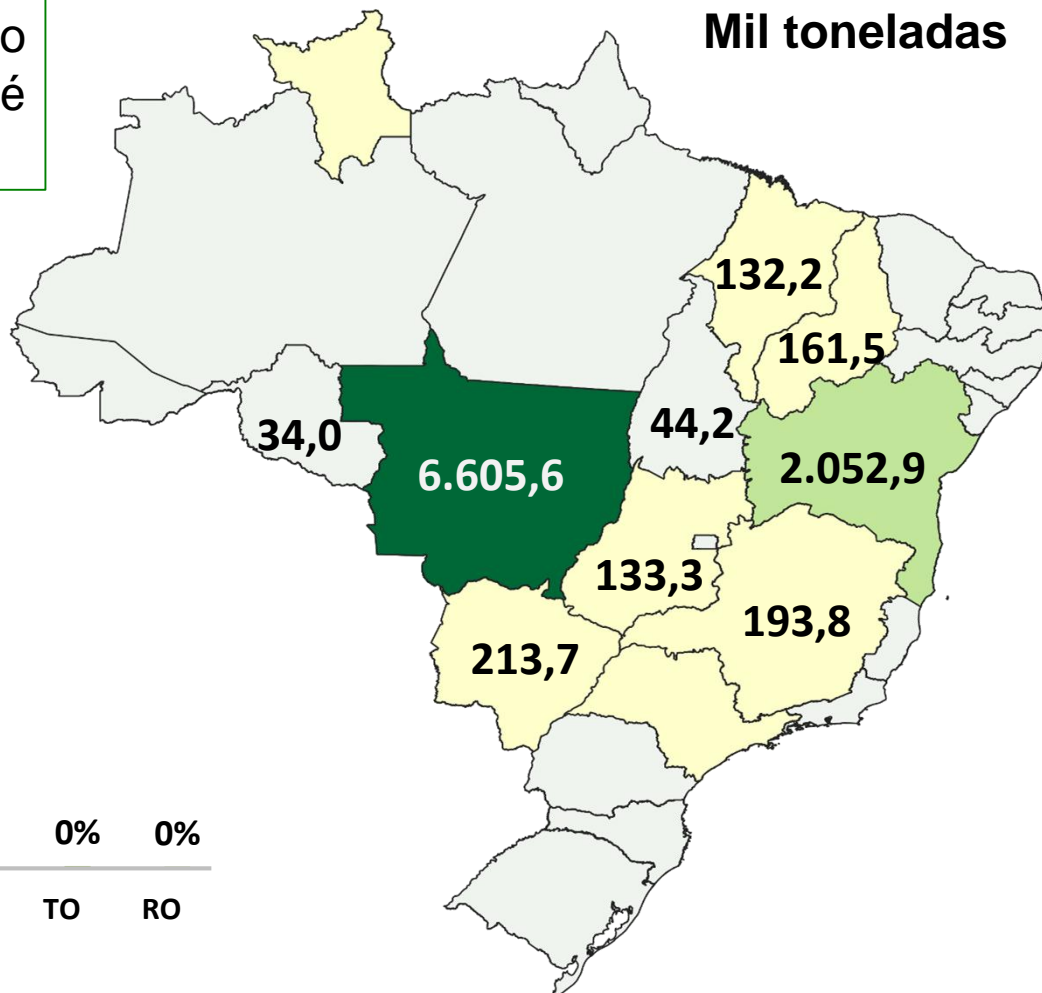 o
é
Mil toneladas
132,2
161,5
34,0
44,2
6.605,6
2.052,9
133,3
193,8
213,7
0% 0%
TO RO